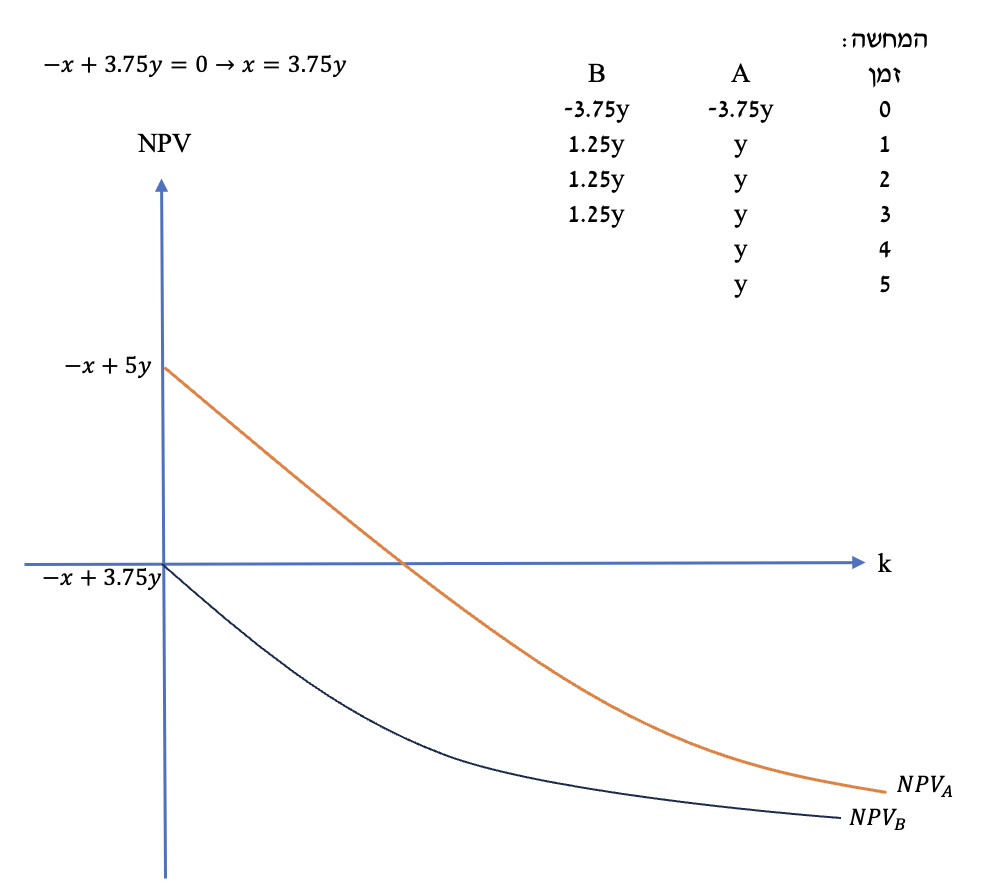 המחשה:
−x + 3.75y = 0 → x = 3.75y
B A זמן
-3.75y -3.75y 0
1.25y y 1
1.25y y 2
1.25y y 3
y 4
y 5
NPV
−x + 5y
k
−x + 3.75y
NPV_A
NPV_B